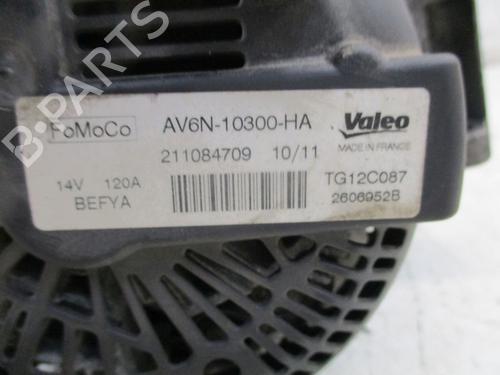 B-PARTS
FoMoCo AV6N-10300-HA Valeo
MADE IN FRANCE
211084709 10/11
14V 120A TG12C087
BEFYA 2606952B